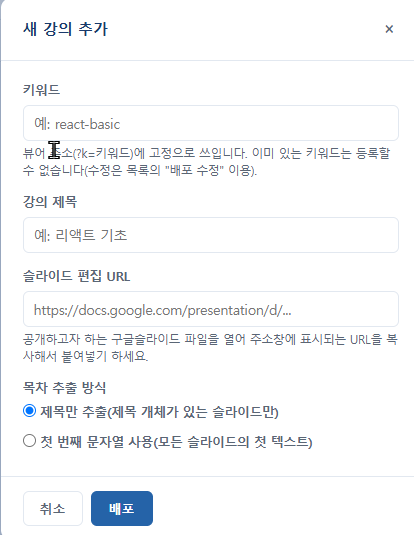 새 강의 추가
×
키워드
예: react-basic
뷰어 주소(?k=키워드)에 고정으로 쓰입니다. 이미 있는 키워드는 등록할
수 없습니다(수정은 목록의 "배포 수정" 이용).
강의 제목
예: 리액트 기초
슬라이드 편집 URL
https://docs.google.com/presentation/d/...
공개하고자 하는 구글슬라이드 파일을 열어 주소창에 표시되는 URL을 복
사해서 붙여넣기 하세요.
목차 추출 방식
제목만 추출(제목 개체가 있는 슬라이드만)
첫 번째 문자열 사용(모든 슬라이드의 첫 텍스트)
취소
배포